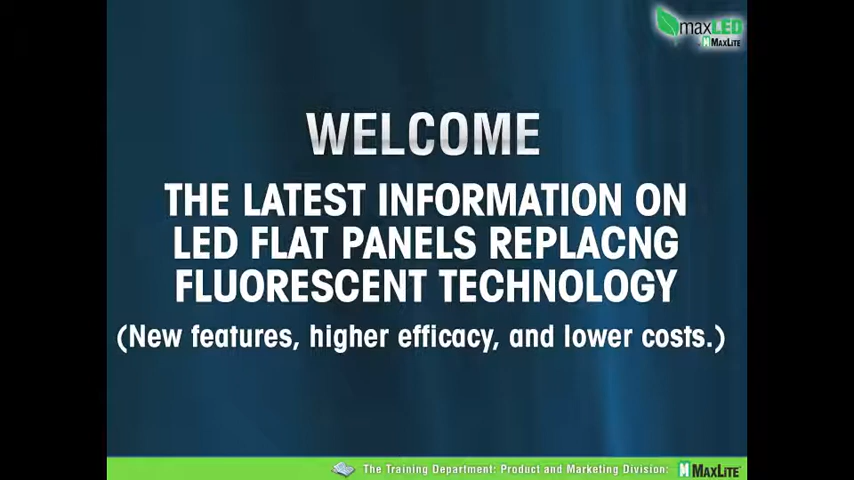 maxLED
MAXLITE
WELCOME
THE LATEST INFORMATION ON
LED FLAT PANELS REPLACNG
FLUORESCENT TECHNOLOGY
(New features, higher efficacy, and lower costs.)
The Training Department: Product and Marketing Division: MAXLITE